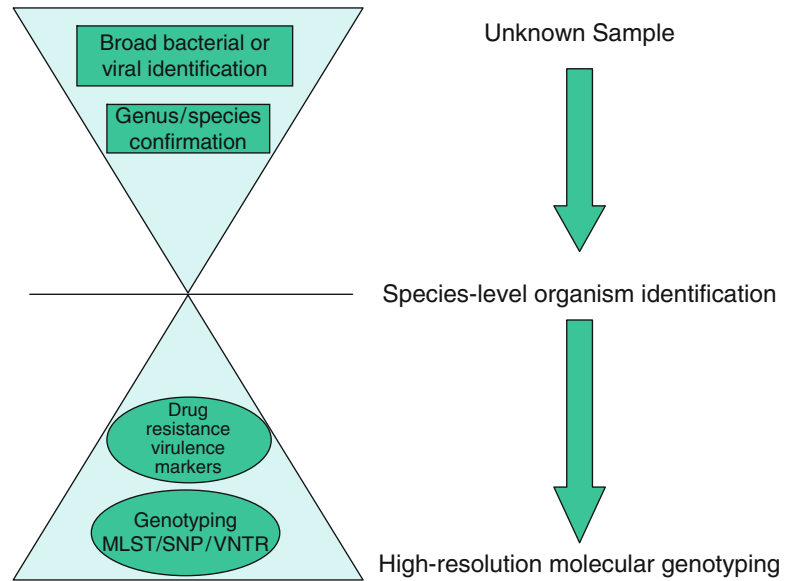 Broad bacterial or
viral identification
Genus/species
confirmation
Unknown Sample
Species-level organism identification
Drug
resistance
virulence
markers
Genotyping
MLST/SNP/VNTR
High-resolution molecular genotyping